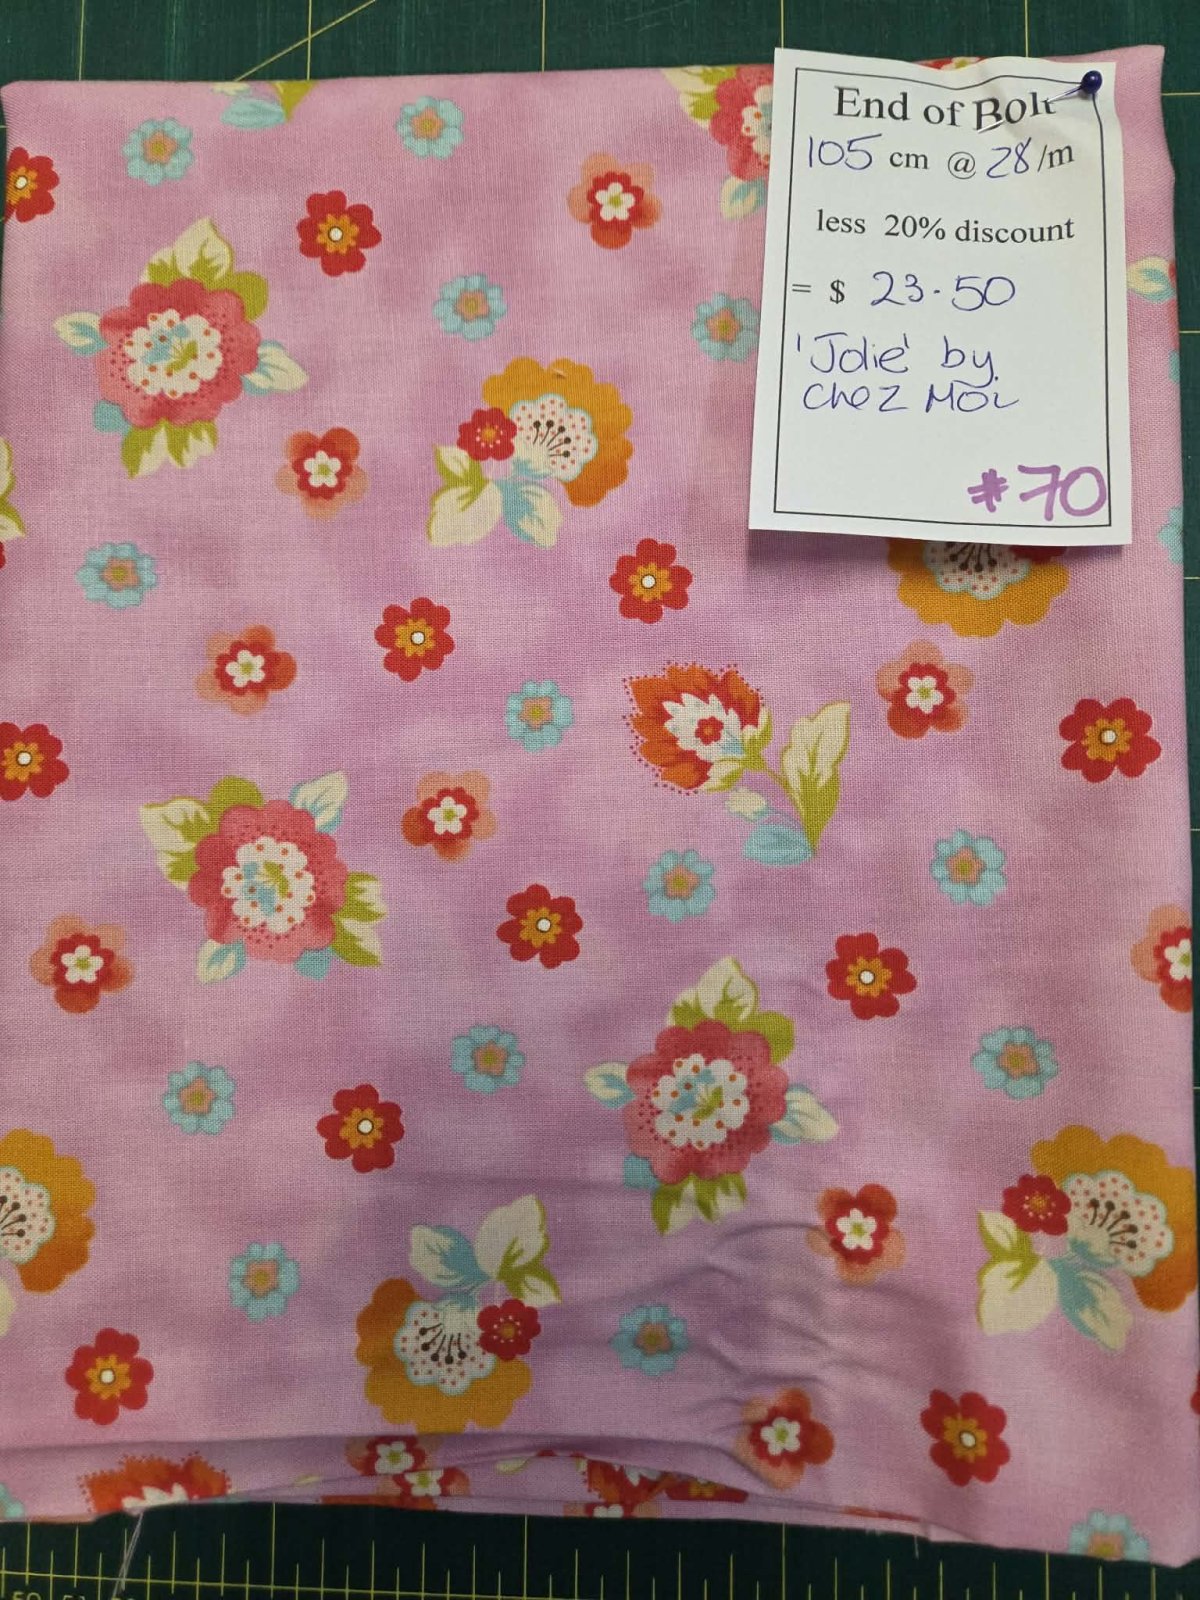 End of Bolt
105 cm @ 28/m
less 20% discount
= $ 23.50
'Jolie' by
Chez Moi
#70